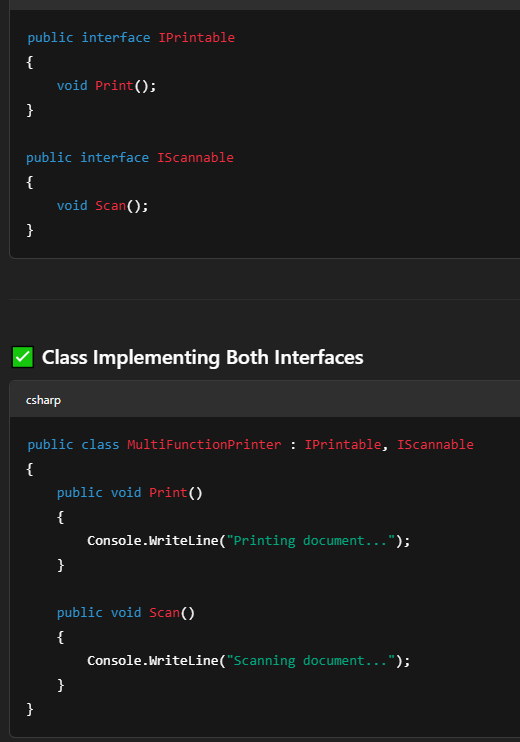 public interface IPrintable
{
    void Print();
}
public interface IScannable
{
    void Scan();
}
✅ Class Implementing Both Interfaces
csharp
public class MultiFunctionPrinter : IPrintable, IScannable
{
    public void Print()
    {
        Console.WriteLine("Printing document...");
    }
    public void Scan()
    {
        Console.WriteLine("Scanning document...");
    }
}